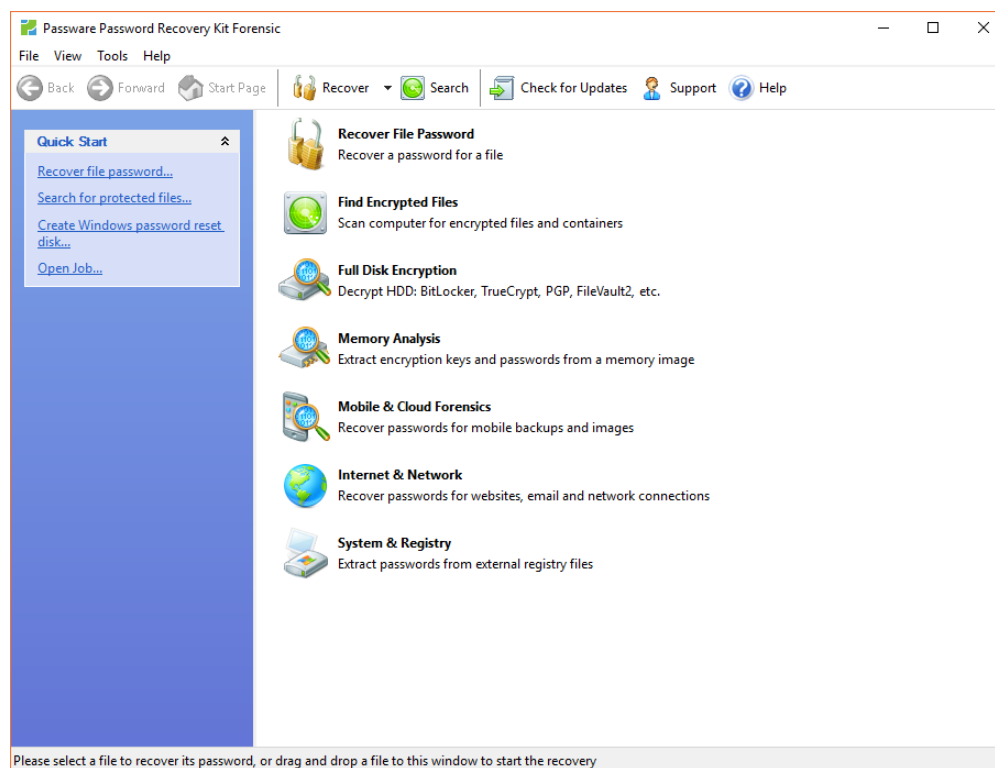 Passware Password Recovery Kit Forensic
File View Tools Help
Back Forward Start Page Recover Search Check for Updates Support Help
Quick Start
Recover file password...
Search for protected files...
Create Windows password reset
disk...
Open Job...
Recover File Password
Recover a password for a file
Find Encrypted Files
Scan computer for encrypted files and containers
Full Disk Encryption
Decrypt HDD: BitLocker, TrueCrypt, PGP, FileVault2, etc.
Memory Analysis
Extract encryption keys and passwords from a memory image
Mobile & Cloud Forensics
Recover passwords for mobile backups and images
Internet & Network
Recover passwords for websites, email and network connections
System & Registry
Extract passwords from external registry files
Please select a file to recover its password, or drag and drop a file to this window to start the recovery